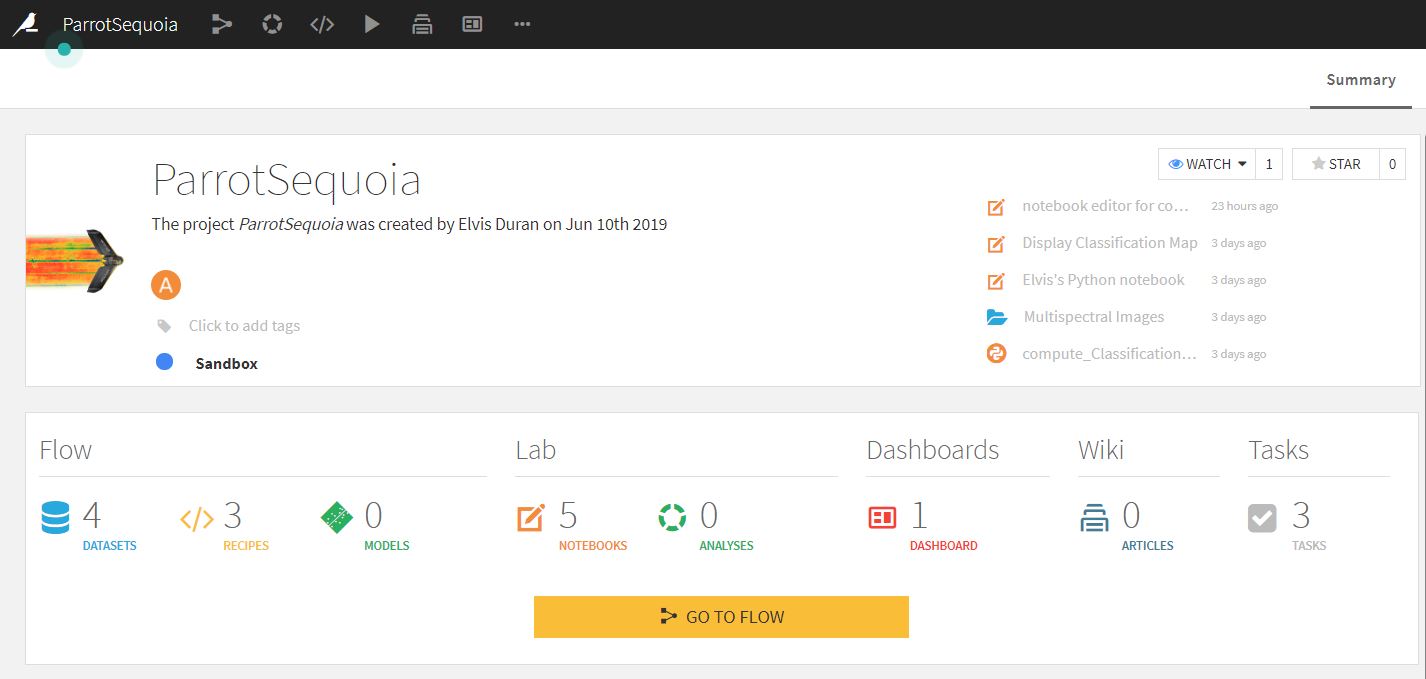 ParrotSequoia
Summary
ParrotSequoia
The project ParrotSequoia was created by Elvis Duran on Jun 10th 2019
A
Click to add tags
Sandbox
WATCH 1
STAR 0
notebook editor for co... 23 hours ago
Display Classification Map 3 days ago
Elvis's Python notebook 3 days ago
Multispectral Images 3 days ago
compute_Classification... 3 days ago
Flow
4
DATASETS
3
RECIPES
0
MODELS
Lab
5
NOTEBOOKS
0
ANALYSES
Dashboards
1
DASHBOARD
Wiki
0
ARTICLES
Tasks
3
TASKS
GO TO FLOW